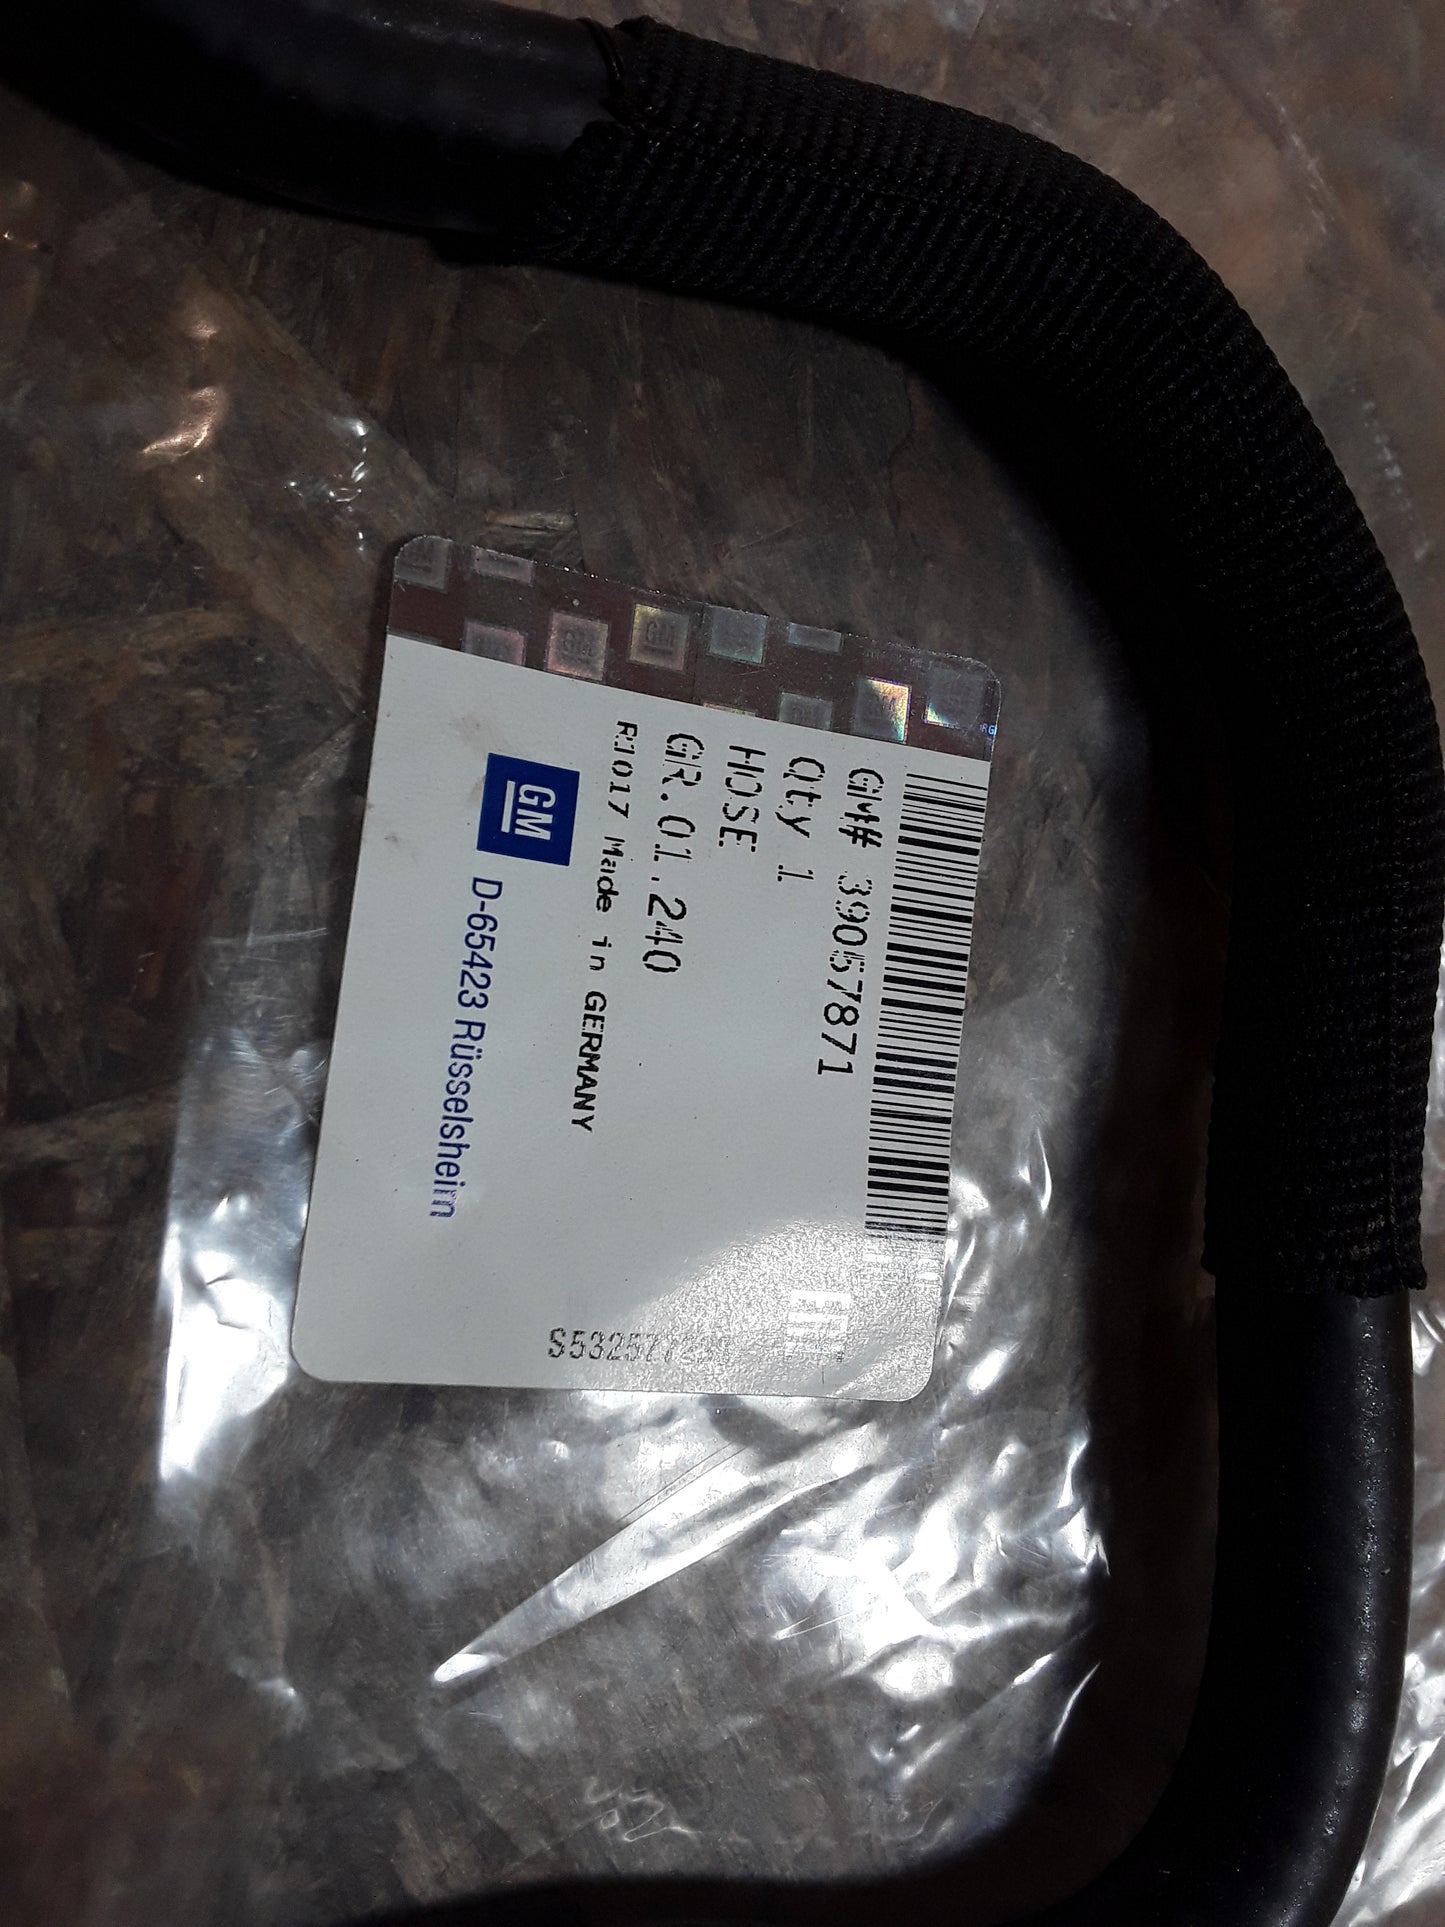 GM# 39057871
Qty 1
HOSE
GR.01.240
RJ017 Made in GERMANY
GM
D-65423 Rüsselsheim